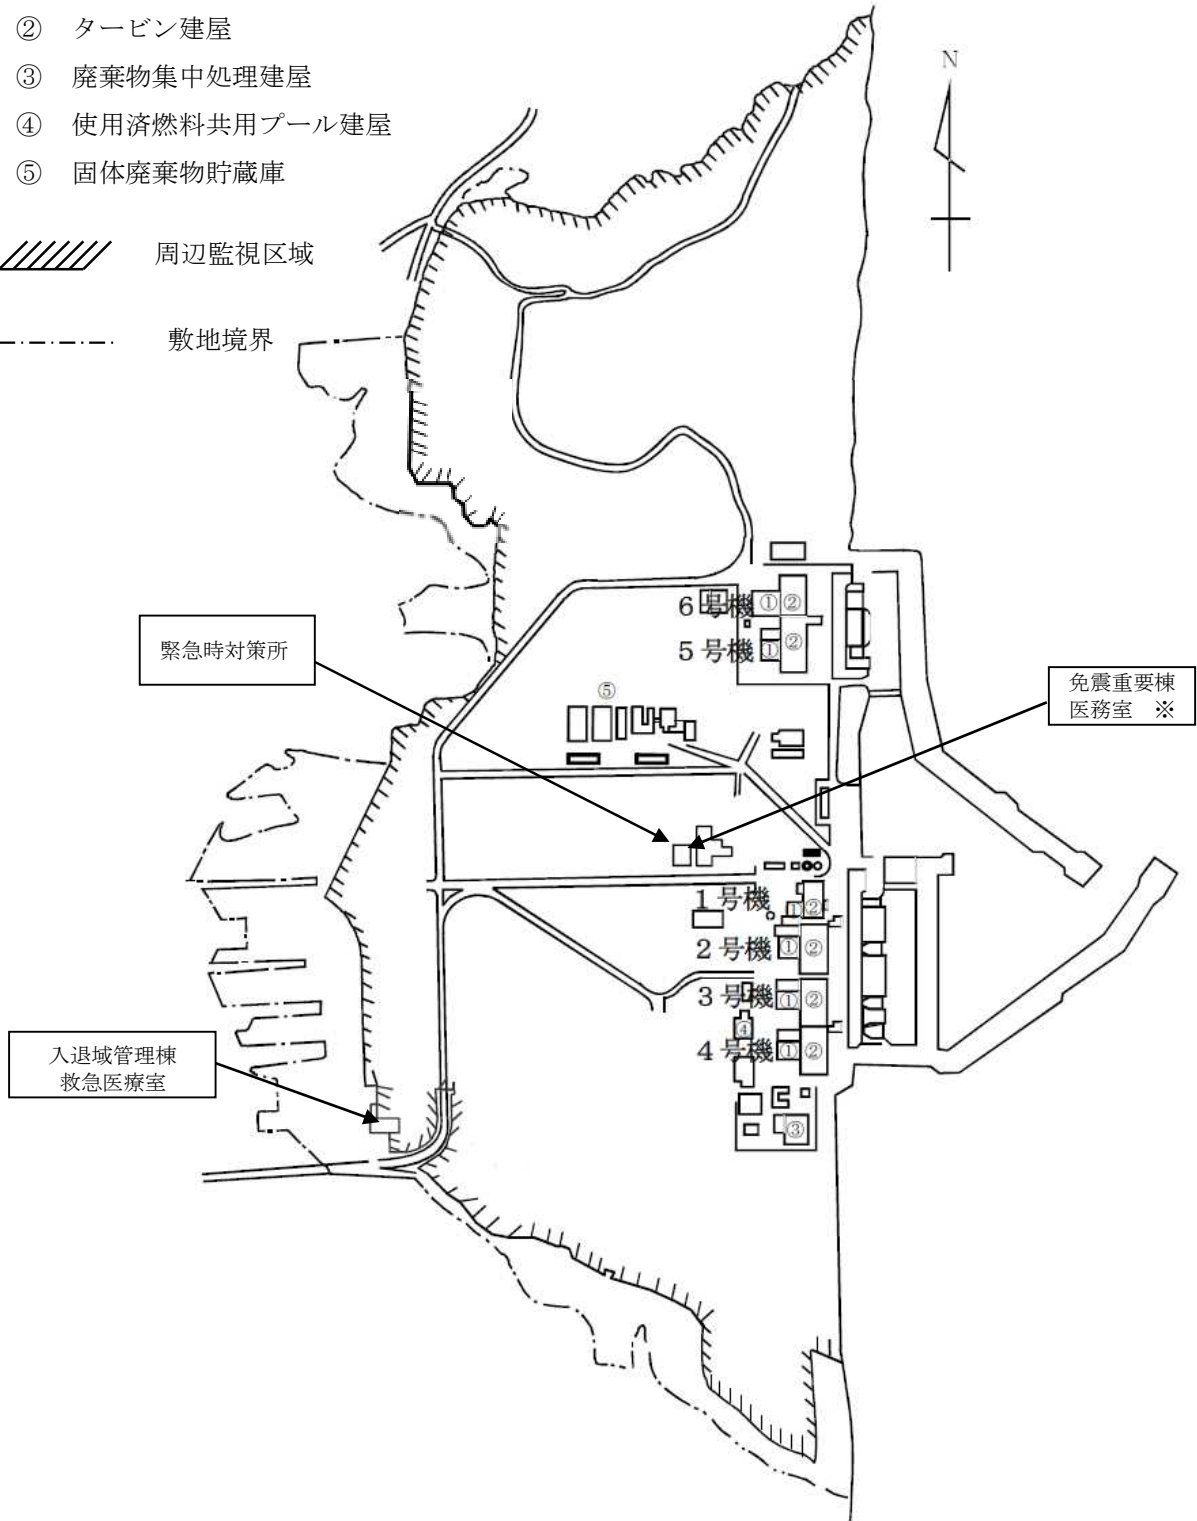 ② タービン建屋
③ 廃棄物集中処理建屋
④ 使用済燃料共用プール建屋
⑤ 固体廃棄物貯蔵庫
周辺監視区域
敷地境界
N
6号機 ① ②
5号機 ① ②
緊急時対策所
⑤
免震重要棟
医務室 ※
1号機 ① ②
2号機 ① ②
3号機 ① ②
④
4号機 ① ②
入退域管理棟
救急医療室
③